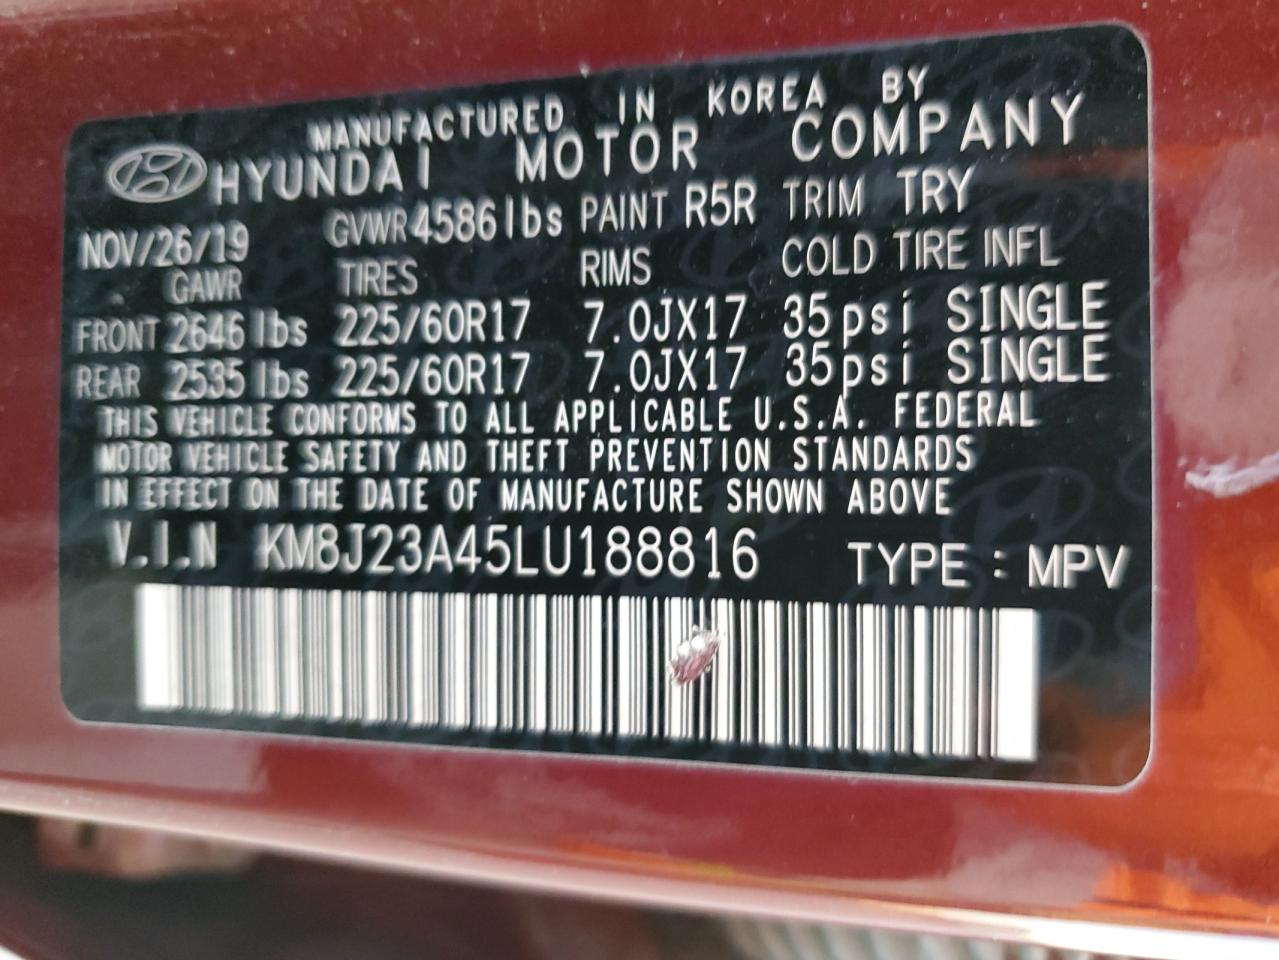 MANUFACTURED IN KOREA BY
HYUNDAI MOTOR COMPANY
NOV/26/19 GVWR 4586 lbs PAINT R5R TRIM TRY
GAWR TIRES RIMS COLD TIRE INFL
FRONT 2646 lbs 225/60R17 7.0JX17 35 psi SINGLE
REAR 2535 lbs 225/60R17 7.0JX17 35 psi SINGLE
THIS VEHICLE CONFORMS TO ALL APPLICABLE U.S.A. FEDERAL
MOTOR VEHICLE SAFETY AND THEFT PREVENTION STANDARDS
IN EFFECT ON THE DATE OF MANUFACTURE SHOWN ABOVE
V.I.N KM8J23A45LU188816 TYPE : MPV